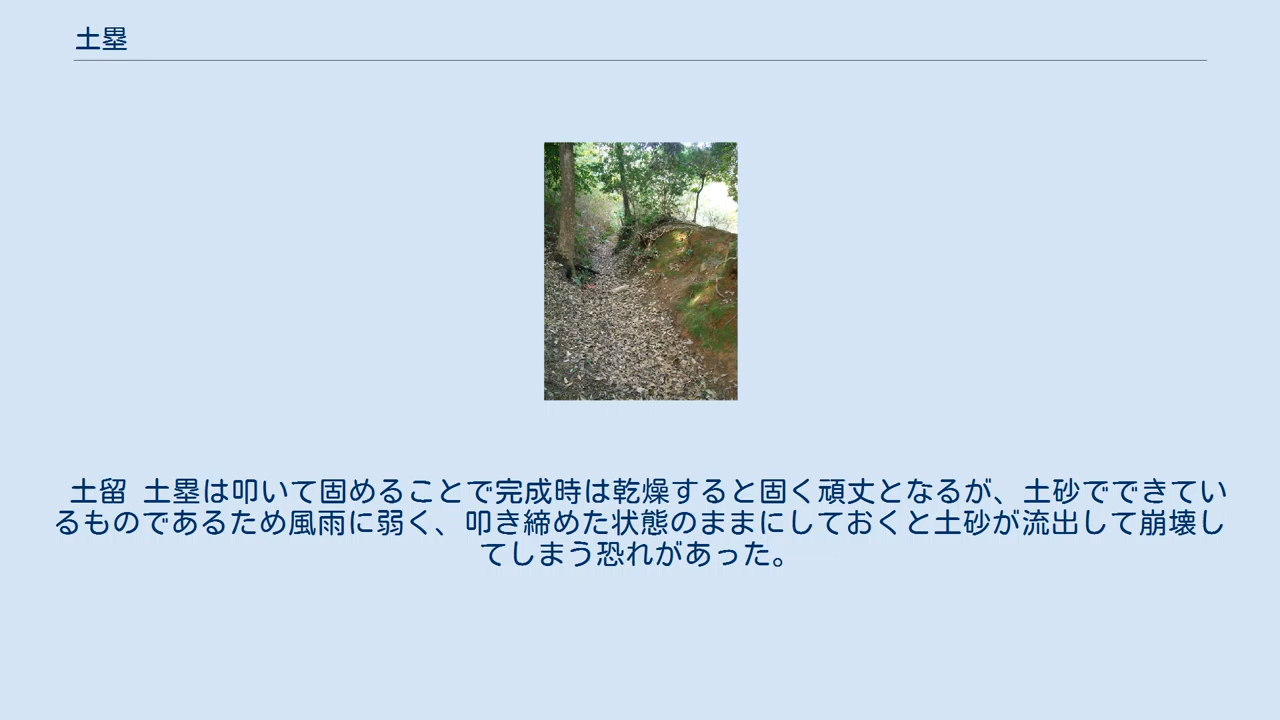 土塁
土留 土塁は叩いて固めることで完成時は乾燥すると固く頑丈となるが、土砂でできてい
るものであるため風雨に弱く、叩き締めた状態のままにしておくと土砂が流出して崩壊し
てしまう恐れがあった。